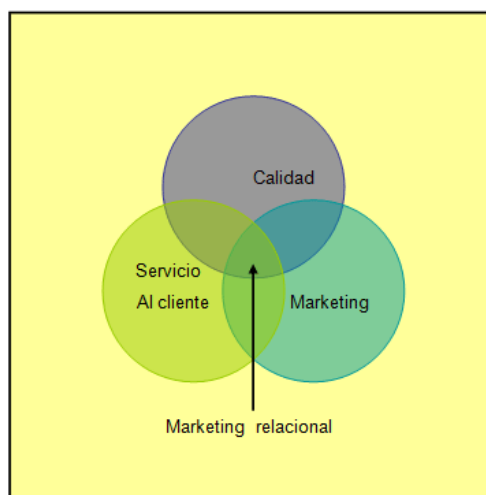 Calidad
Servicio
Al cliente
Marketing
Marketing relacional